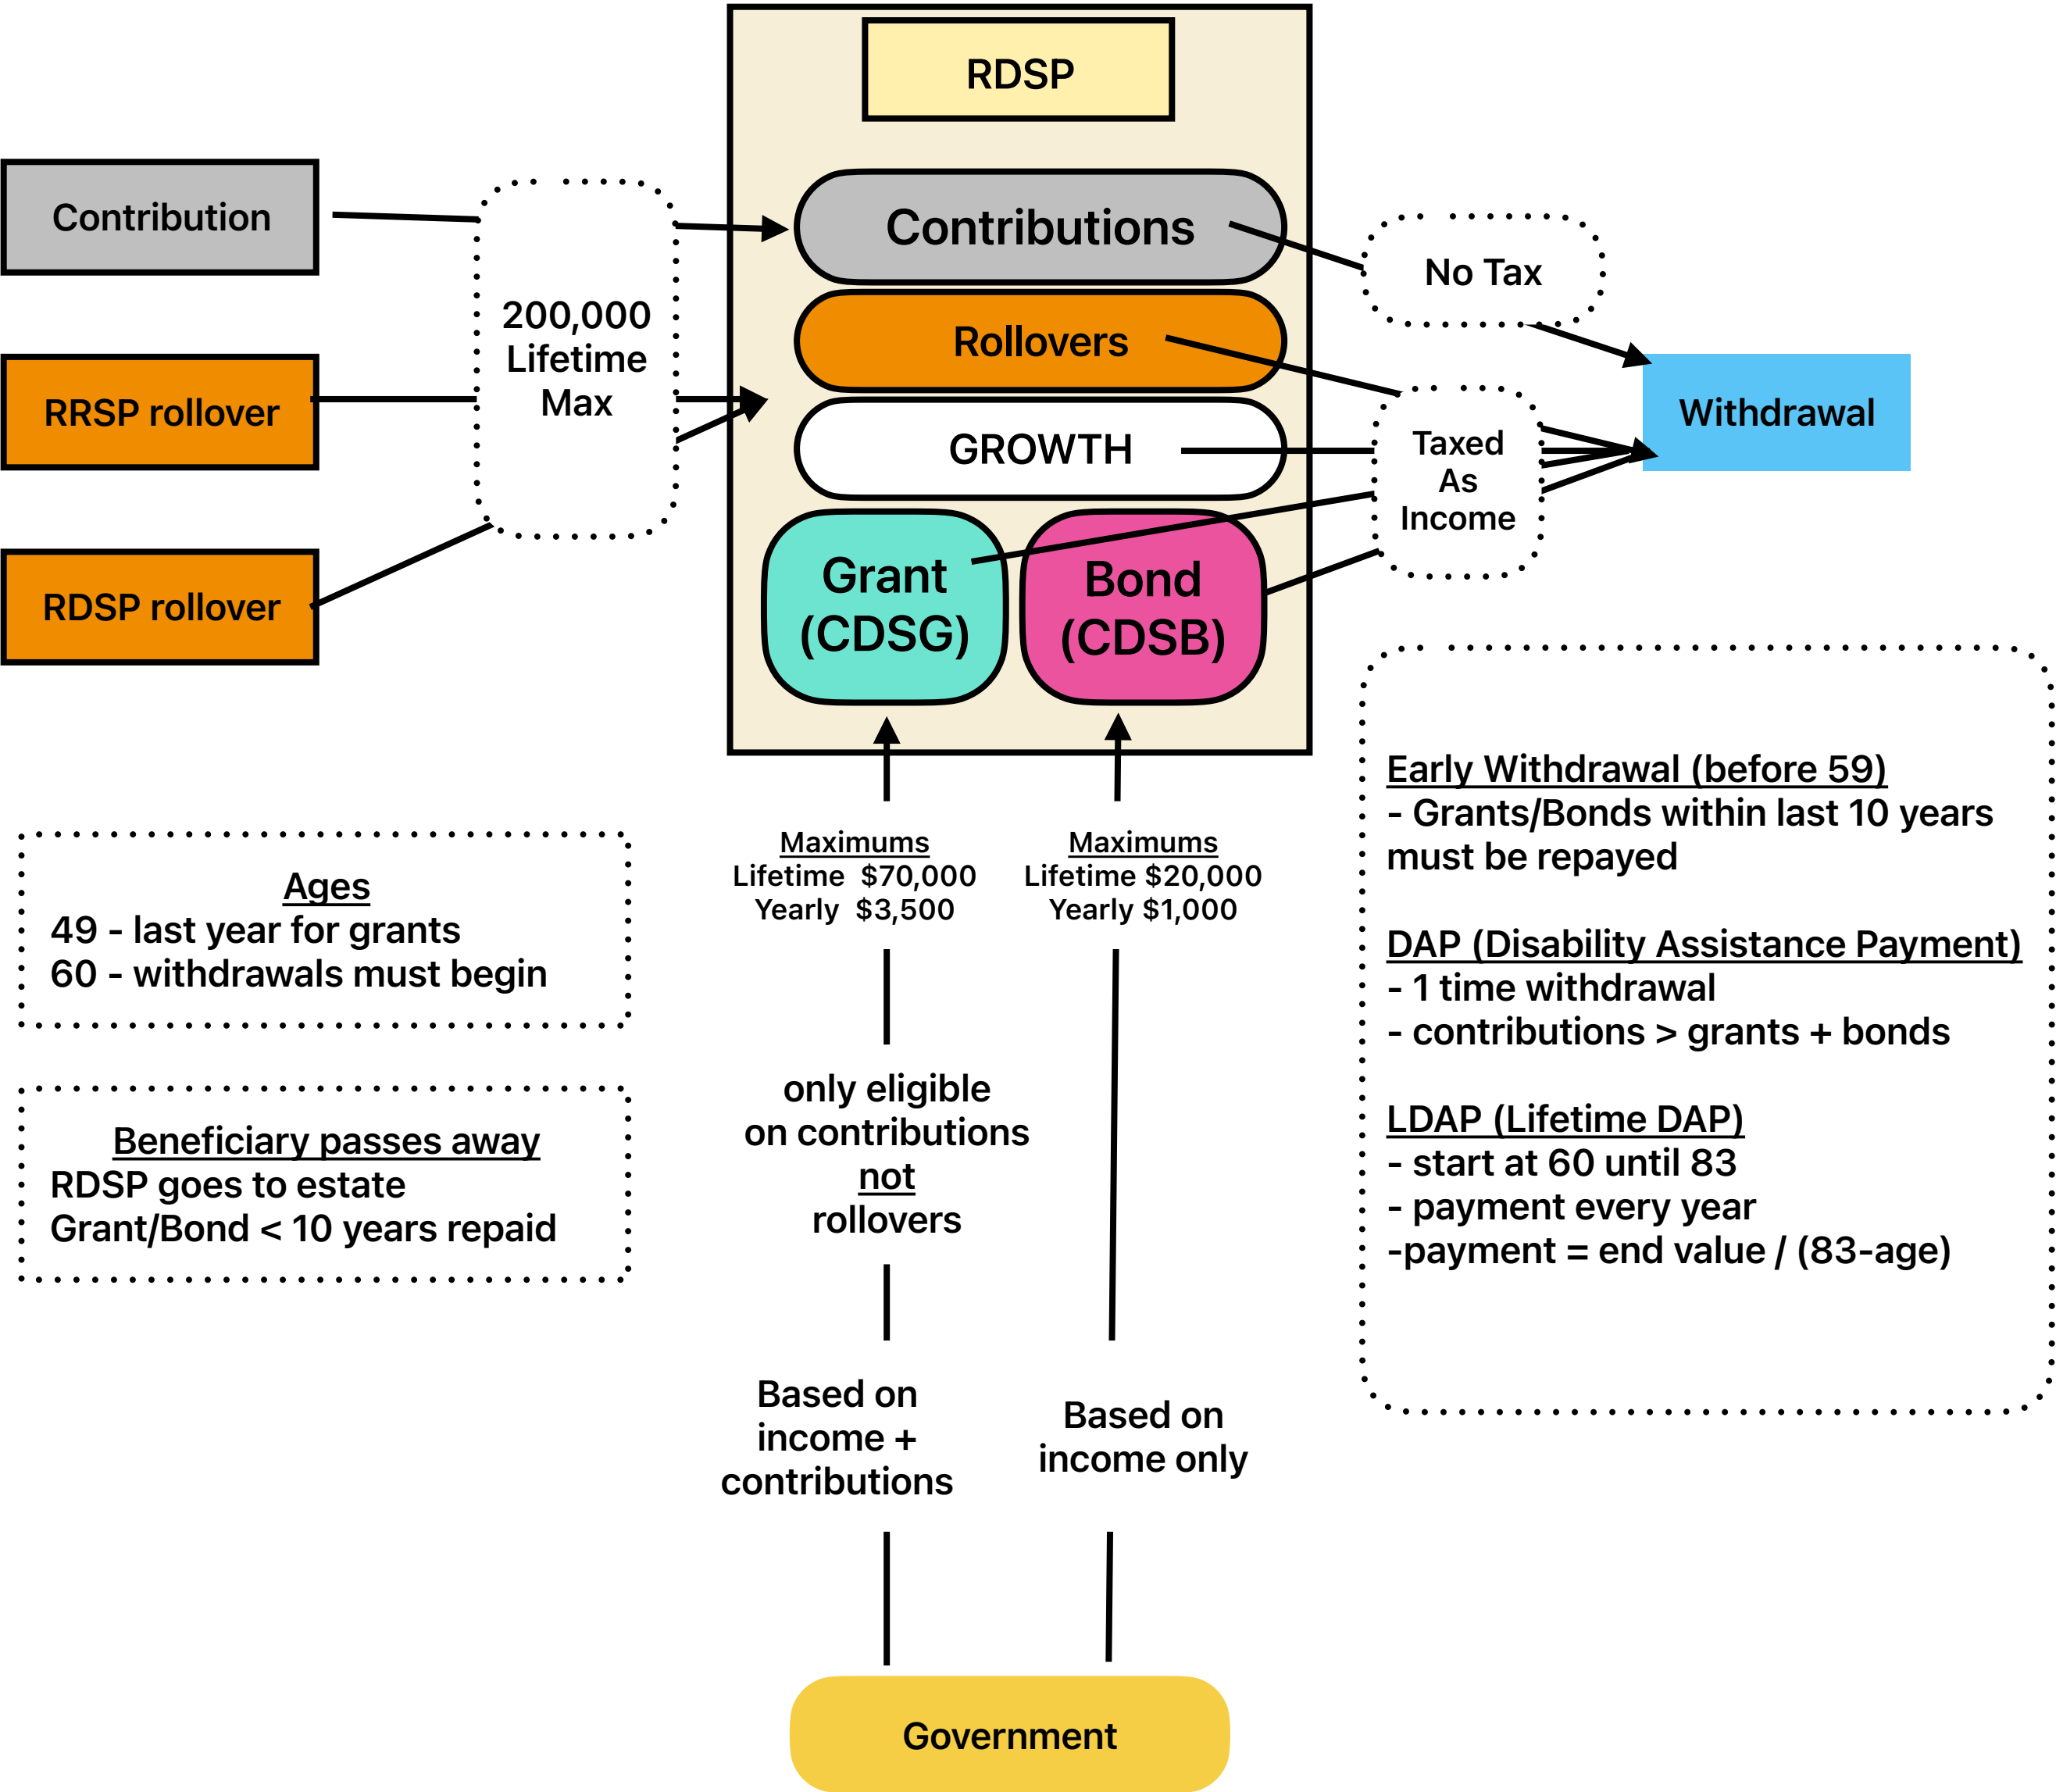 RDSP
Contribution
RRSP rollover
RDSP rollover
200,000
Lifetime
Max
Contributions
Rollovers
GROWTH
Grant
(CDSG)
Bond
(CDSB)
No Tax
Taxed
As
Income
Withdrawal
Maximums
Lifetime $70,000
Yearly $3,500
Maximums
Lifetime $20,000
Yearly $1,000
only eligible
on contributions
not
rollovers
Based on
income +
contributions
Based on
income only
Government
Ages
49 - last year for grants
60 - withdrawals must begin
Beneficiary passes away
RDSP goes to estate
Grant/Bond < 10 years repaid
Early Withdrawal (before 59)
- Grants/Bonds within last 10 years
must be repayed
DAP (Disability Assistance Payment)
- 1 time withdrawal
- contributions > grants + bonds
LDAP (Lifetime DAP)
- start at 60 until 83
- payment every year
-payment = end value / (83-age)